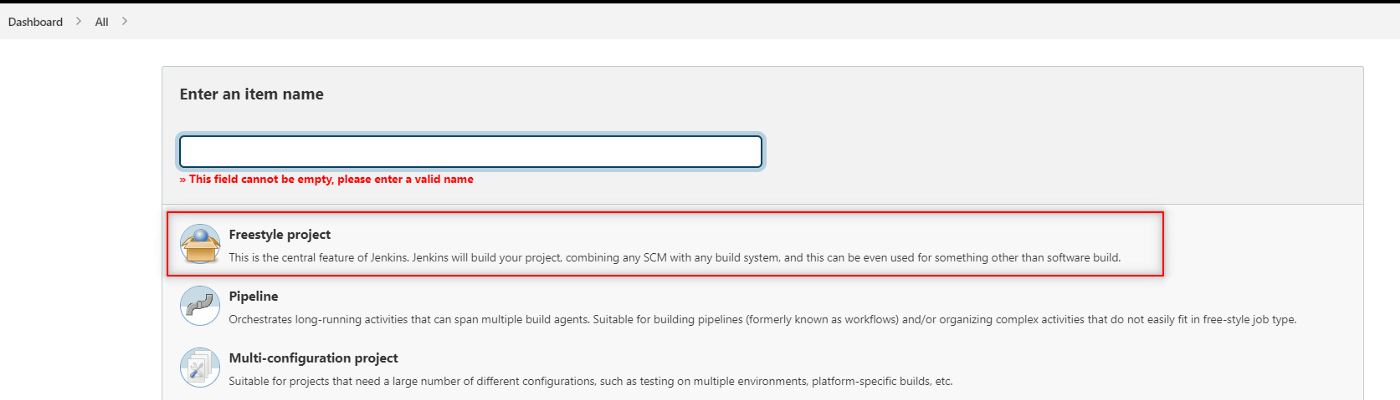 Dashboard
All
Enter an item name
» This field cannot be empty, please enter a valid name
Freestyle project
This is the central feature of Jenkins. Jenkins will build your project, combining any SCM with any build system, and this can be even used for something other than software build.
Pipeline
Orchestrates long-running activities that can span multiple build agents. Suitable for building pipelines (formerly known as workflows) and/or organizing complex activities that do not easily fit in free-style job type.
Multi-configuration project
Suitable for projects that need a large number of different configurations, such as testing on multiple environments, platform-specific builds, etc.